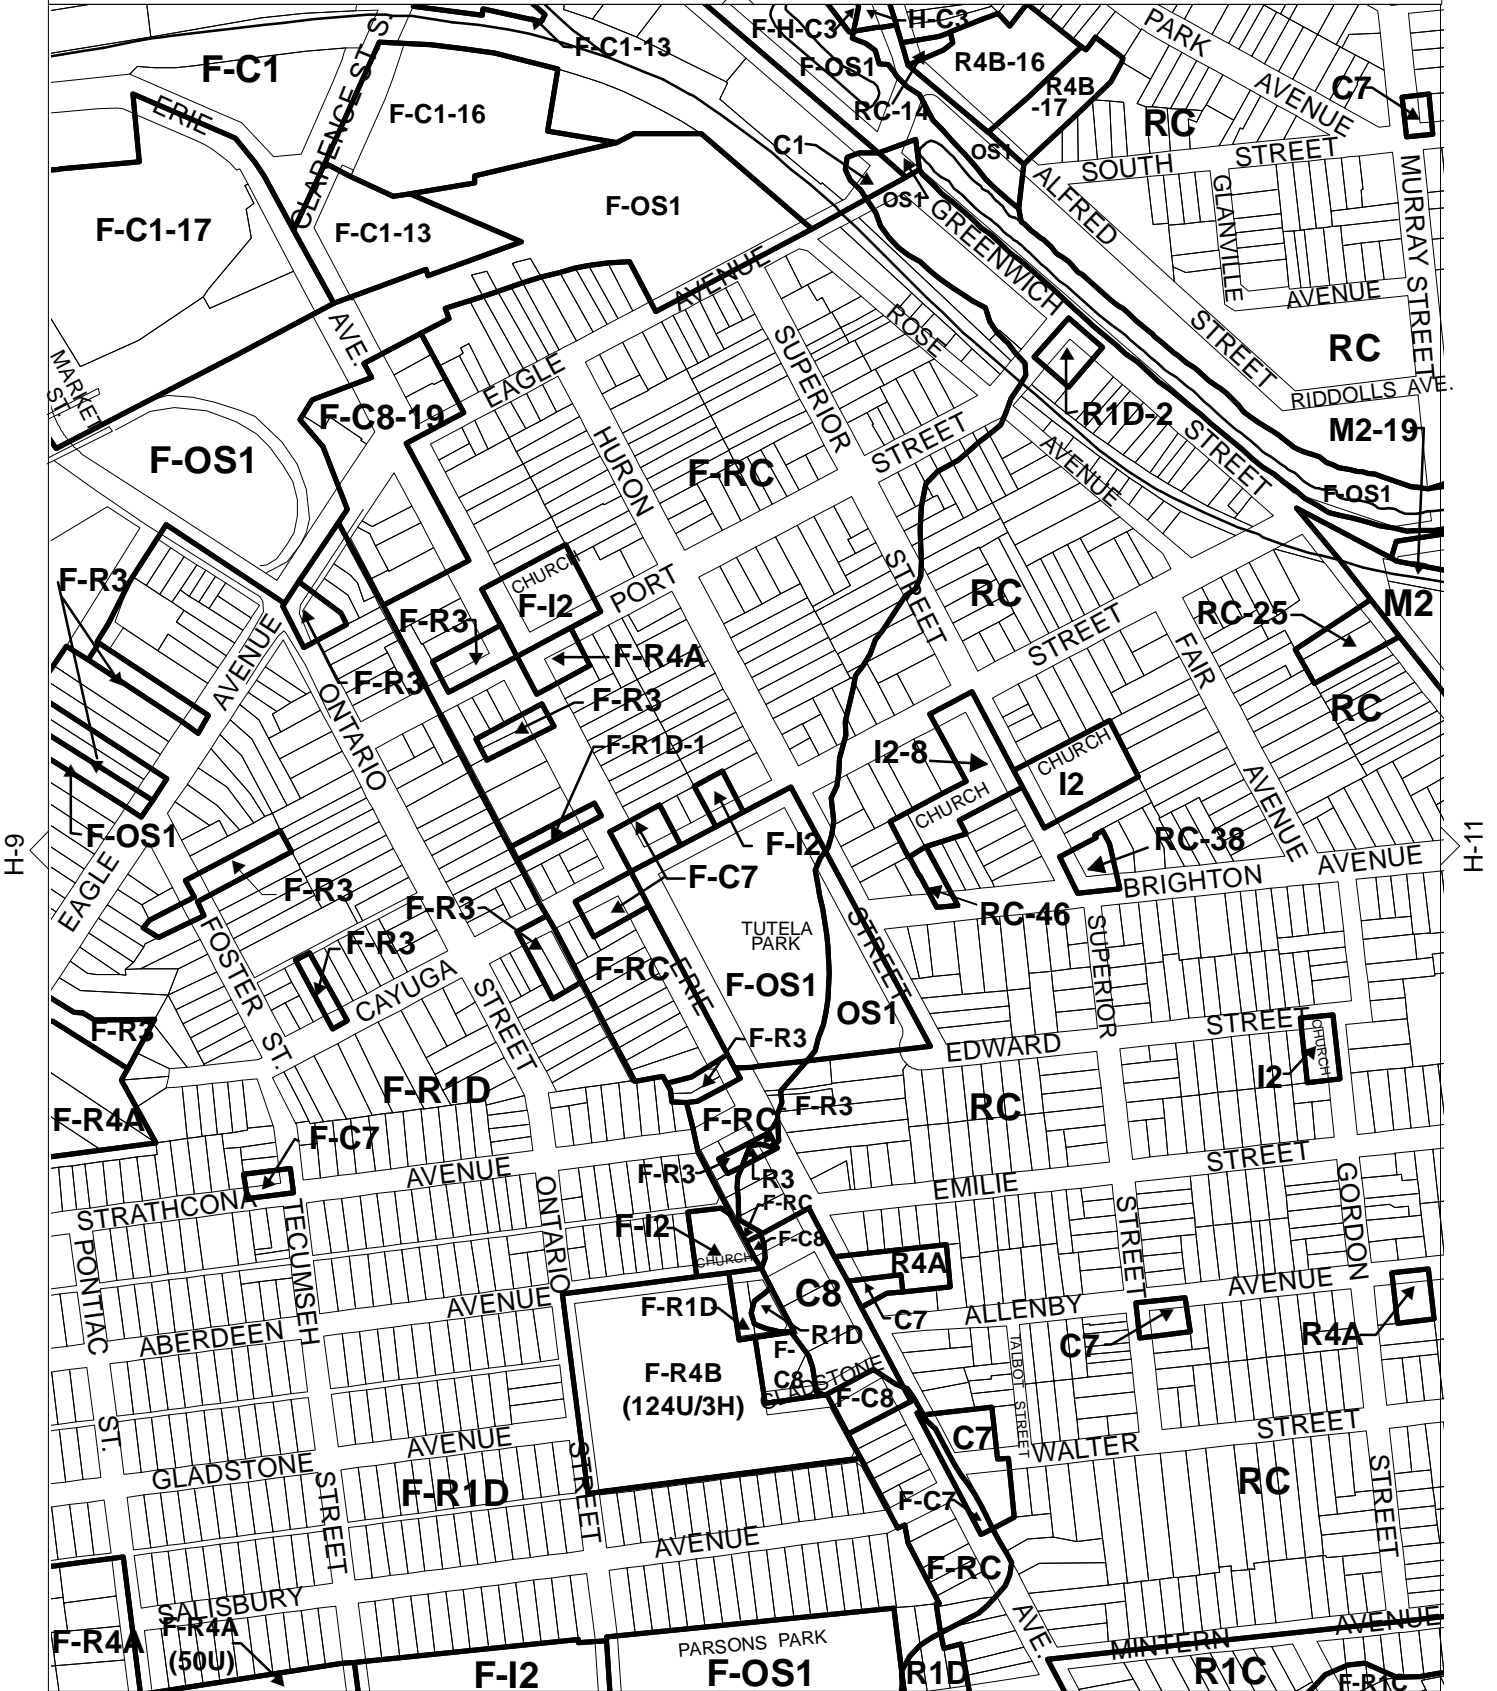 F-H-C3
H-C3
F-C1-13
F-C1
CLARENCE ST S.
F-OS1
R4B-16
R4B
-17
PARK
AVENUE
C7
ERIE
F-C1-16
RC-14
RC
C1
OS1
SOUTH
STREET
F-C1-17
F-C1-13
F-OS1
OS1
GREENWICH
ALFRED
GLANVILLE
MURRAY STREET
AVENUE
AVENUE
AVE.
ROSE
SUPERIOR
STREET
RC
MARKET
ST.
EAGLE
RIDDOLLS AVE.
F-C8-19
R1D-2
M2-19
F-OS1
HURON
F-RC
STREET
AVENUE
STREET
F-OS1
F-R3
CHURCH
F-I2
PORT
STREET
RC
M2
F-R3
RC-25
F-R4A
STREET
FAIR
AVENUE
F-R3
ONTARIO
F-R3
RC
F-R1D-1
I2-8
CHURCH
I2
CHURCH
AVENUE
H-9
F-OS1
F-I2
RC-38
H-11
EAGLE
F-R3
F-C7
AVENUE
BRIGHTON
F-R3
RC-46
FOSTER
ST.
F-R3
TUTELA
PARK
STREET
SUPERIOR
F-RC
ERIE
F-OS1
OS1
CAYUGA
STREET
F-R3
F-R3
EDWARD
STREET
CHURCH
I2
F-R1D
F-R4A
F-RC
F-R3
RC
F-C7
AVENUE
F-R3
R3
STREET
EMILIE
STRATHCONA
F-RC
GORDON
TECUMSEH
ONTARIO
F-I2
CHURCH
F-C8
STREET
PONTIAC
ST.
R4A
C8
AVENUE
AVENUE
F-R1D
C7
ALLENBY
ABERDEEN
R1D
C7
R4A
F-
C8
TALBOT STREET
F-R4B
(124U/3H)
GLADSTONE
F-C8
AVENUE
C7
WALTER
STREET
GLADSTONE
STREET
STREET
STREET
F-R1D
F-C7
RC
AVENUE
F-RC
SALISBURY
F-R4A
F-R4A
(50U)
AVE.
AVENUE
MINTERN
PARSONS PARK
F-I2
F-OS1
R1D
R1C
F-R1C